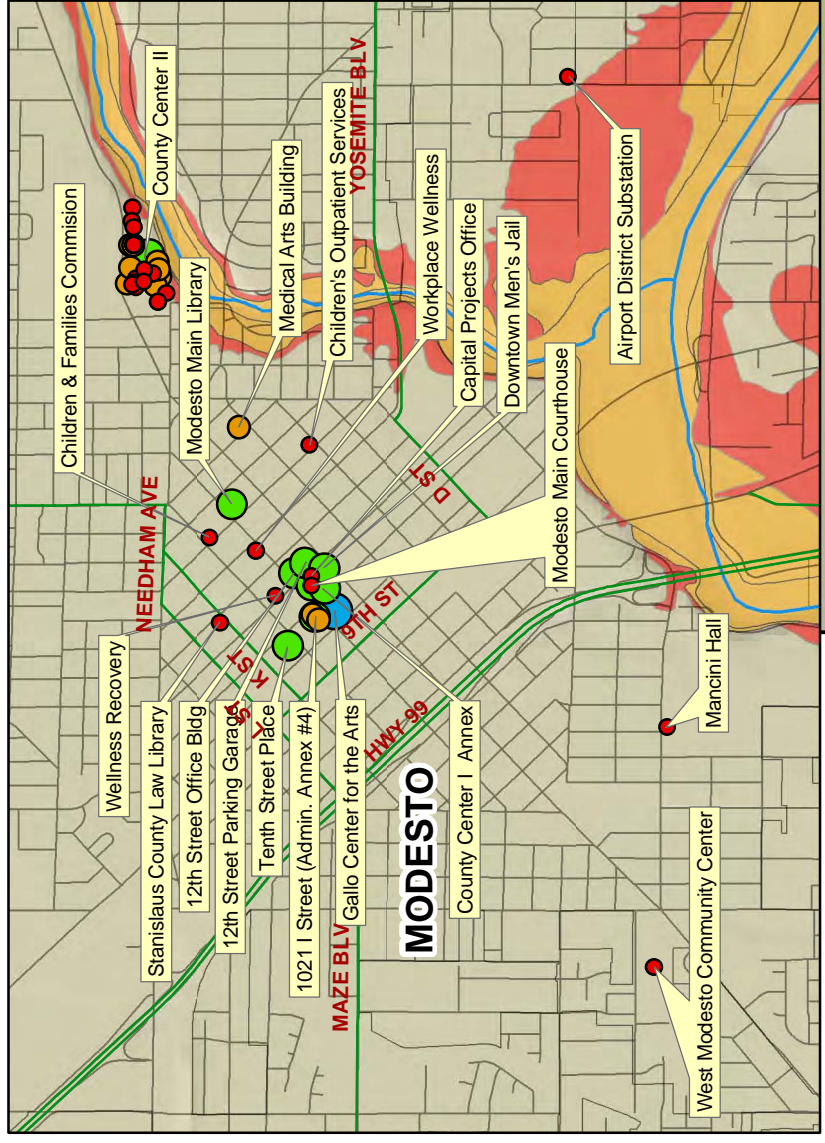 Children & Families Commision
County Center II
Modesto Main Library
Medical Arts Building
Children's Outpatient Services
YOSEMITE BLV
Workplace Wellness
Capital Projects Office
Downtown Men's Jail
Airport District Substation
Modesto Main Courthouse
NEEDHAM AVE
D ST
9TH ST
K ST
L ST
HWY 99
Wellness Recovery
Stanislaus County Law Library
12th Street Office Bldg
12th Street Parking Garage
Tenth Street Place
1021 I Street (Admin. Annex #4)
Gallo Center for the Arts
MAZE BLV
MODESTO
County Center I Annex
Mancini Hall
West Modesto Community Center